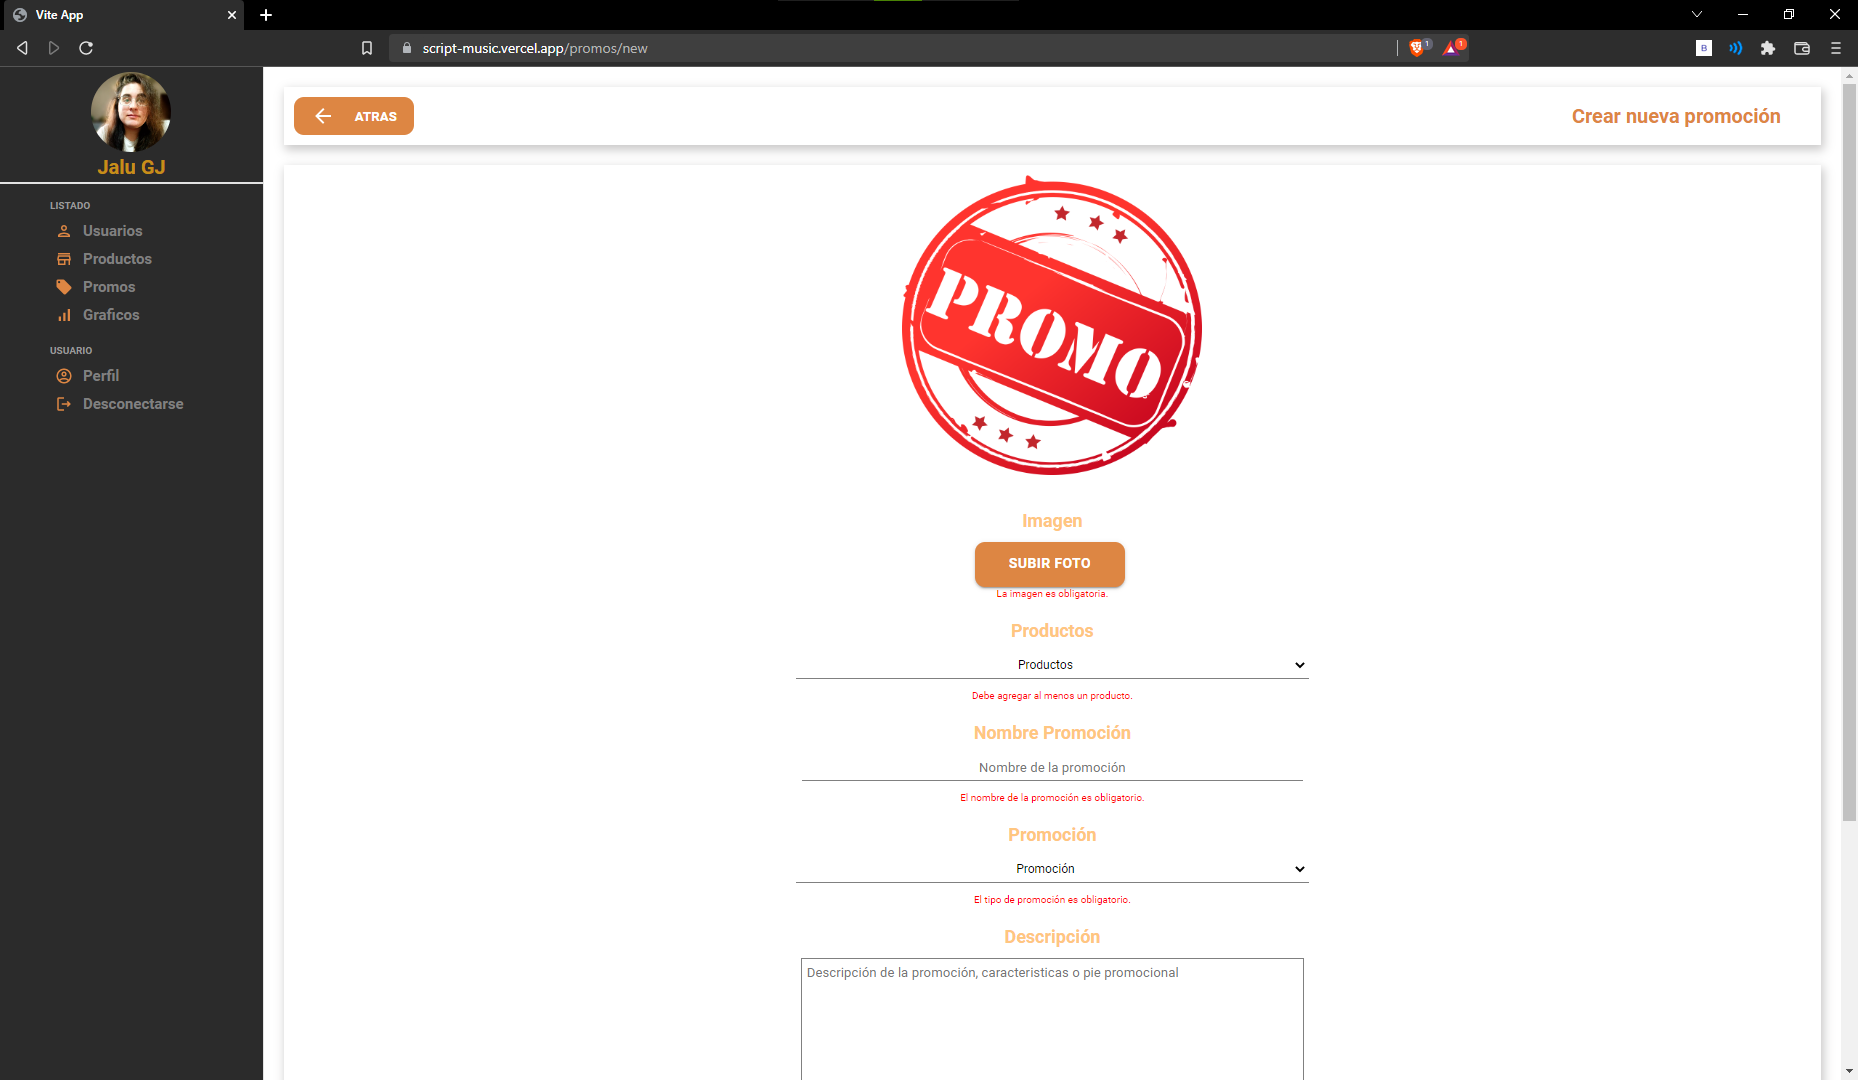 Vite App
script-music.vercel.app/promos/new
B
1
1
Jalu GJ
LISTADO
Usuarios
Productos
Promos
Graficos
USUARIO
Perfil
Desconectarse
ATRAS
Crear nueva promoción
PROMO
Imagen
SUBIR FOTO
La imagen es obligatoria.
Productos
Productos
Debe agregar al menos un producto.
Nombre Promoción
Nombre de la promoción
El nombre de la promoción es obligatorio.
Promoción
Promoción
El tipo de promoción es obligatorio.
Descripción
Descripción de la promoción, caracteristicas o pie promocional